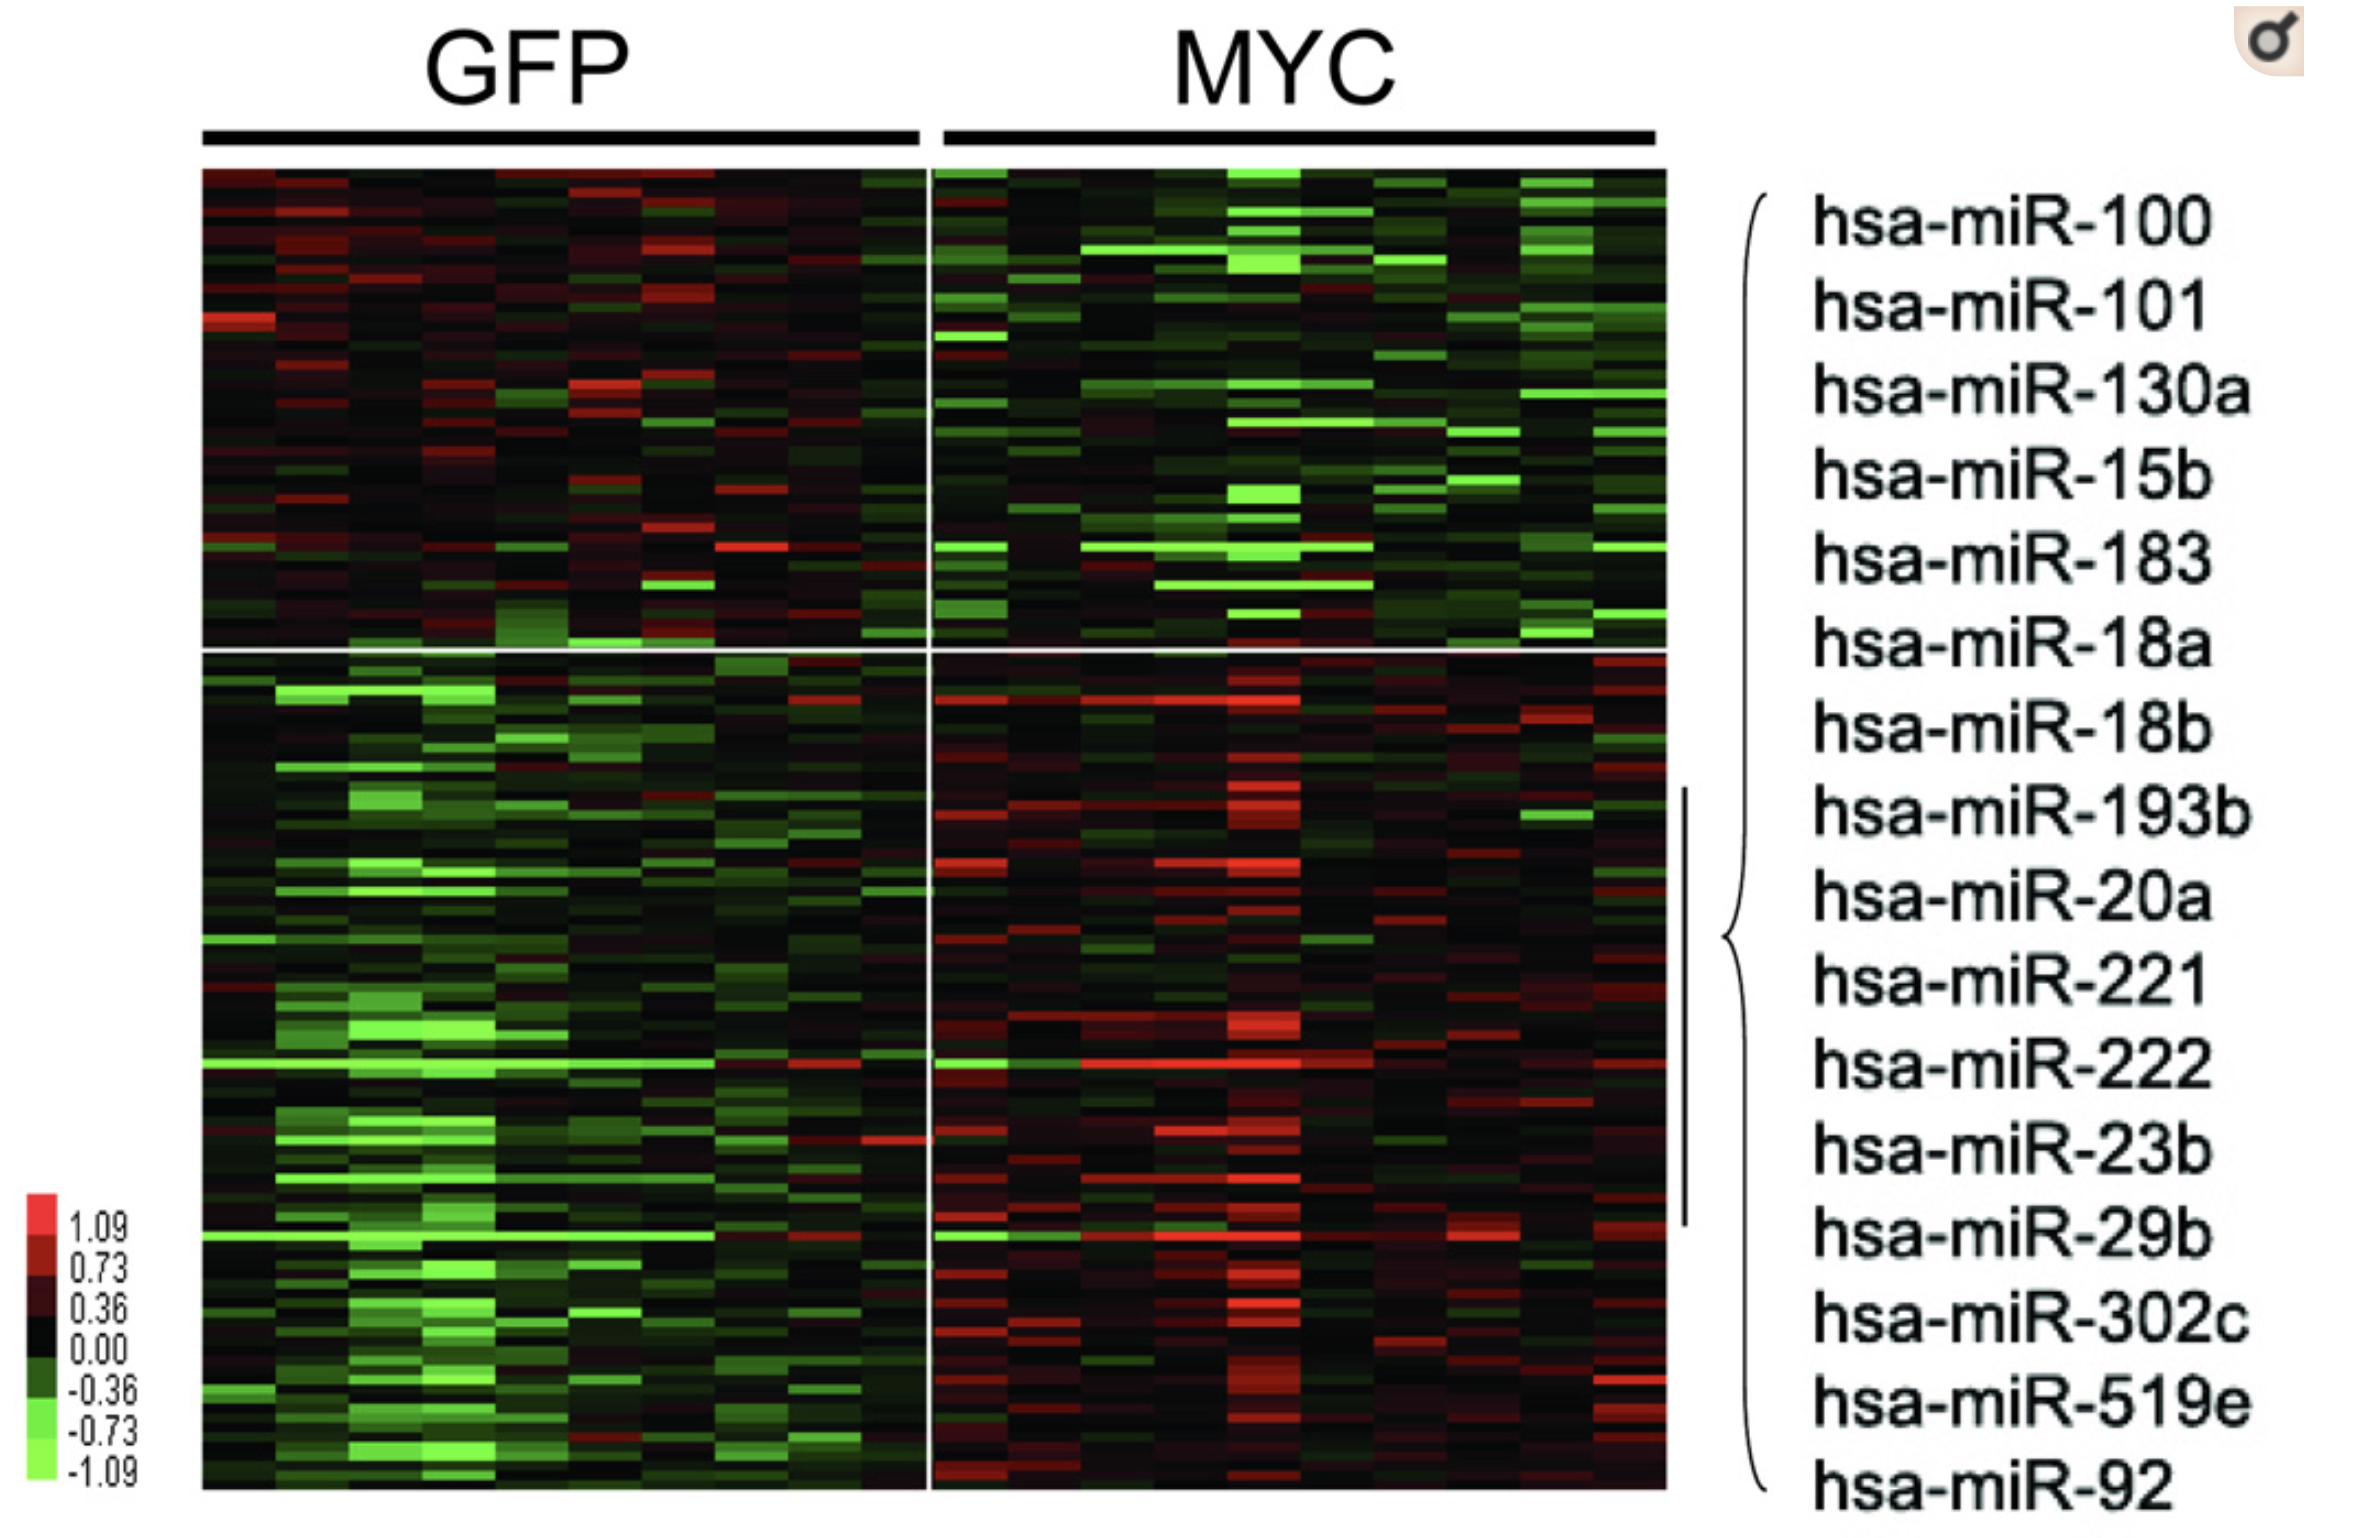 GFP MYC
hsa-miR-100
hsa-miR-101
hsa-miR-130a
hsa-miR-15b
hsa-miR-183
hsa-miR-18a
hsa-miR-18b
hsa-miR-193b
hsa-miR-20a
hsa-miR-221
hsa-miR-222
hsa-miR-23b
hsa-miR-29b
hsa-miR-302c
hsa-miR-519e
hsa-miR-92
1.09
0.73
0.36
0.00
-0.36
-0.73
-1.09